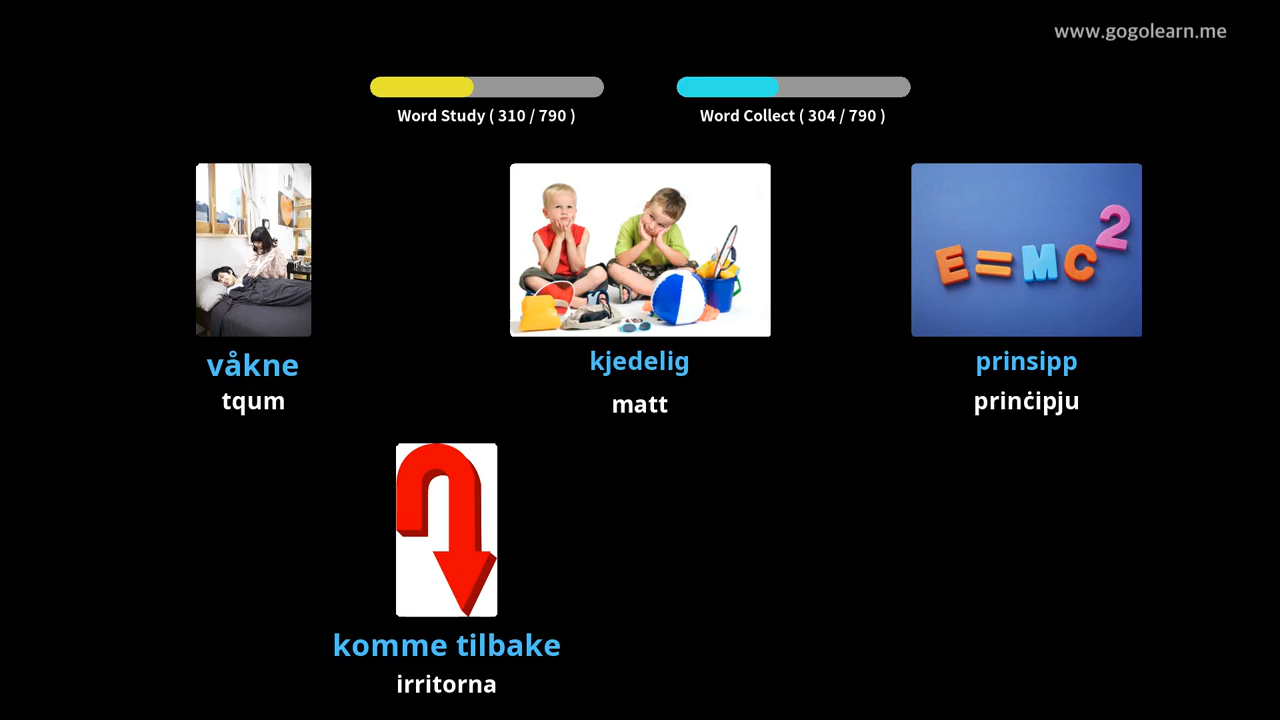 www.gogolearn.me
Word Study ( 310 / 790 )
Word Collect ( 304 / 790 )
E=MC2
våkne
kjedelig
prinsipp
tqum
matt
prinċipju
komme tilbake
irritorna